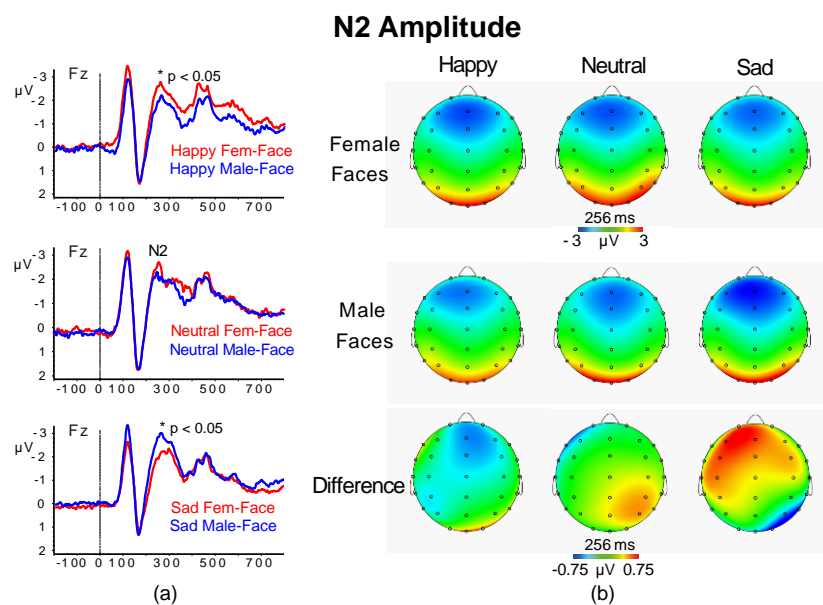 N2 Amplitude
-3
Fz
* p < 0.05
-2
µV
-1
0
1
2
Happy Fem-Face
Happy Male-Face
-100 0 100 300 500 700
-3
Fz
N2
µV
-2
-1
0
1
2
Neutral Fem-Face
Neutral Male-Face
-100 0 100 300 500 700
-3
Fz
* p < 0.05
µV
-2
-1
0
1
2
Sad Fem-Face
Sad Male-Face
-100 0 100 300 500 700
(a)
Happy Neutral Sad
Female
Faces
256 ms
-3 µV 3
Male
Faces
Difference
256 ms
-0.75 µV 0.75
(b)